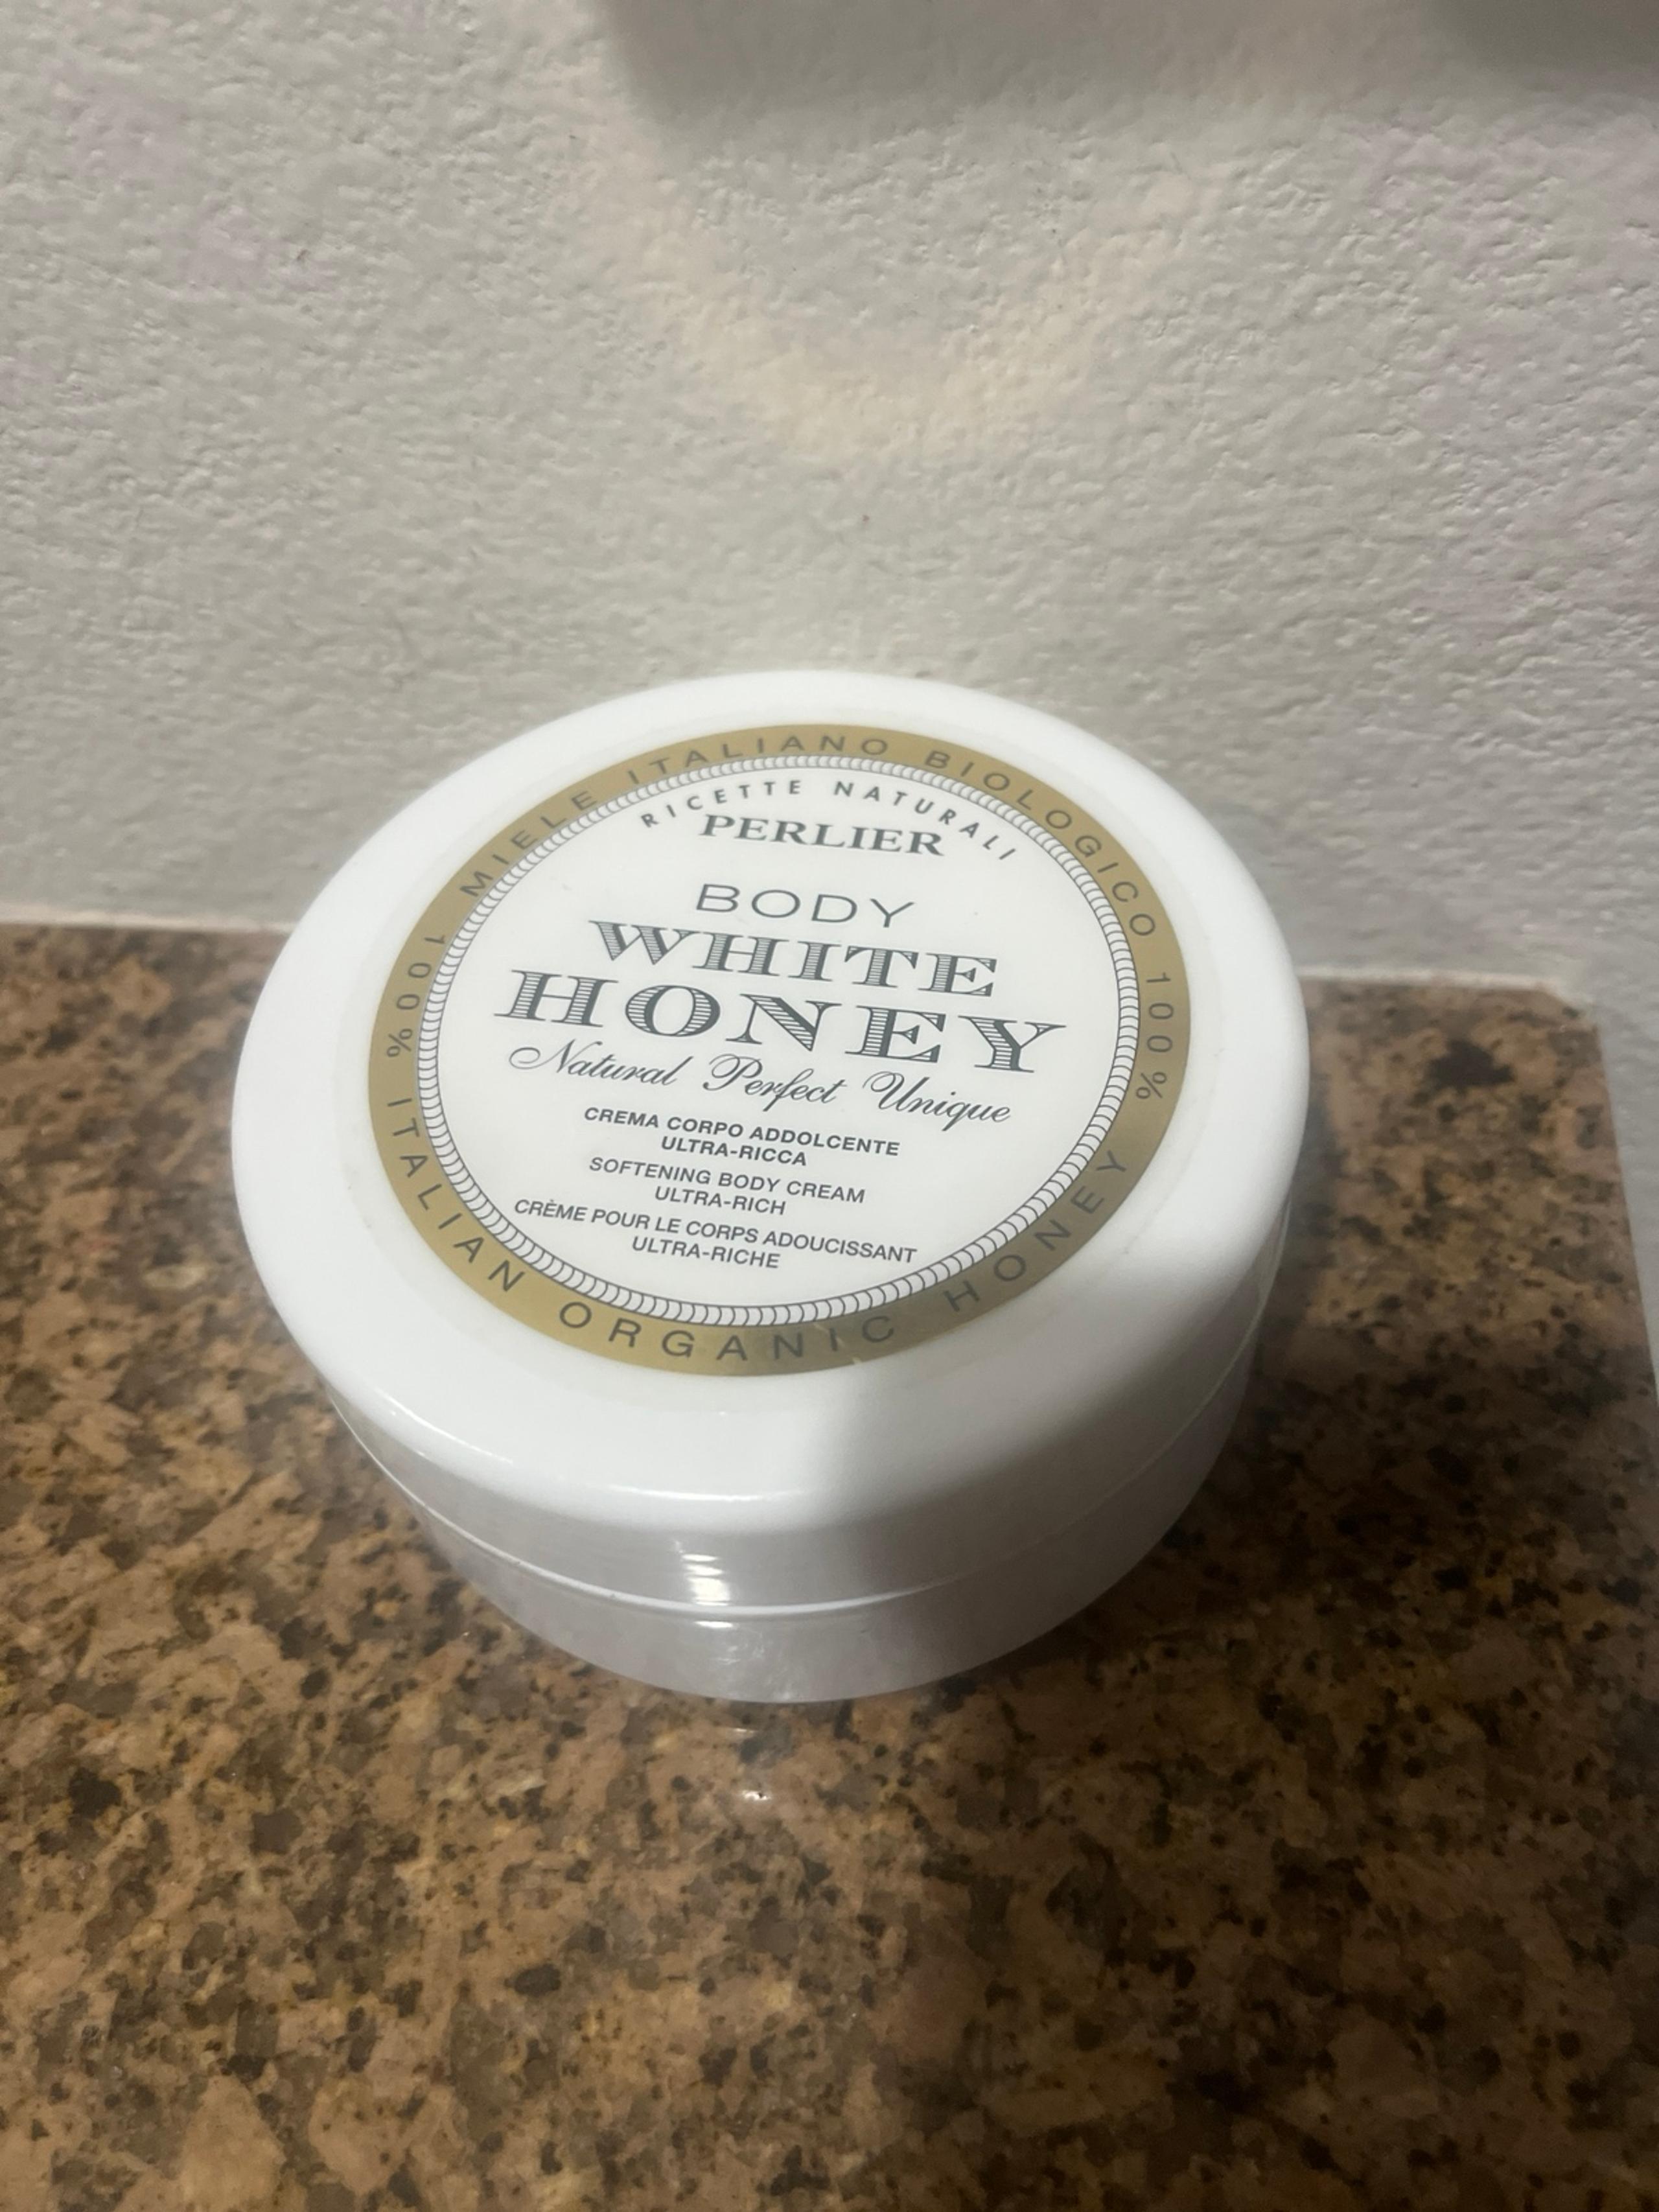 MIELE ITALIANO BIOLOGICO 100%
RICETTE NATURALI
PERLIER
BODY
WHITE
HONEY
Natural Perfect Unique
CREMA CORPO ADDOLCENTE
ULTRA-RICCA
SOFTENING BODY CREAM
ULTRA-RICH
CRÈME POUR LE CORPS ADOUCISSANT
ULTRA-RICHE
100% ITALIAN ORGANIC HONEY